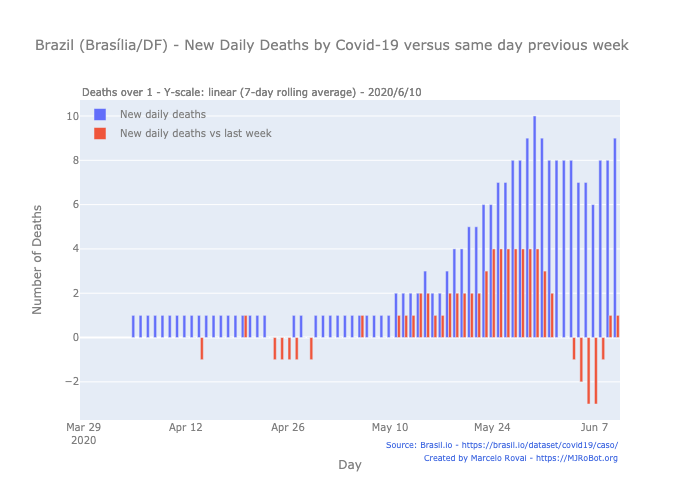 Brazil (Brasília/DF) - New Daily Deaths by Covid-19 versus same day previous week
Deaths over 1 - Y-scale: linear (7-day rolling average) - 2020/6/10
New daily deaths
New daily deaths vs last week
10
8
6
4
2
0
−2
Number of Deaths
Mar 29 Apr 12 Apr 26 May 10 May 24 Jun 7
2020
Source: Brasil.io - https://brasil.io/dataset/covid19/caso/
Created by Marcelo Rovai - https://MJRoBot.org
Day